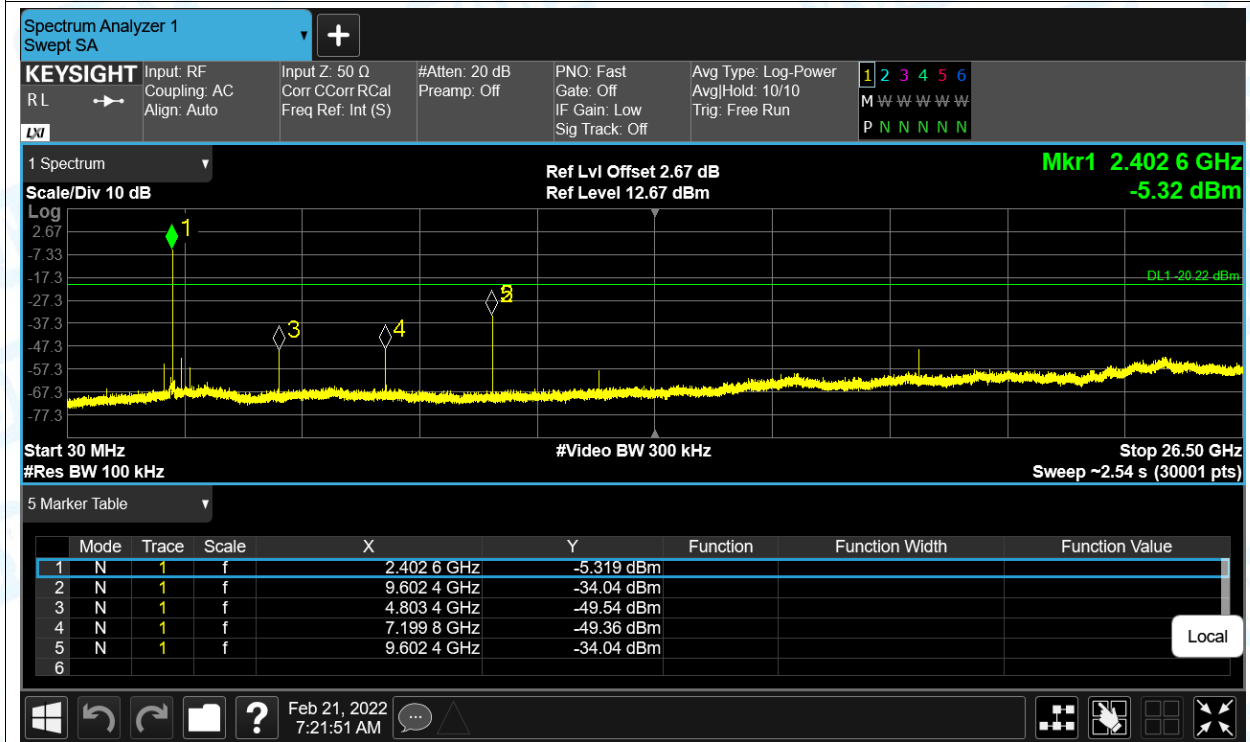 Spectrum Analyzer 1
Swept SA
+
KEYSIGHT
RL
LXI
Input: RF
Coupling: AC
Align: Auto
Input Z: 50 Ω
Corr CCorr RCal
Freq Ref: Int (S)
#Atten: 20 dB
Preamp: Off
PNO: Fast
Gate: Off
IF Gain: Low
Sig Track: Off
Avg Type: Log-Power
Avg|Hold: 10/10
Trig: Free Run
1 2 3 4 5 6
M W W W W W
P N N N N N
1 Spectrum
Scale/Div 10 dB
Ref Lvl Offset 2.67 dB
Ref Level 12.67 dBm
Mkr1 2.402 6 GHz
-5.32 dBm
Log
2.67
-7.33
-17.3
-27.3
-37.3
-47.3
-57.3
-67.3
-77.3
1
3
4
DL1 -20.22 dBm
Start 30 MHz
#Res BW 100 kHz
#Video BW 300 kHz
Stop 26.50 GHz
Sweep ~2.54 s (30001 pts)
5 Marker Table
Mode Trace Scale X Y Function Function Width Function Value
1 N 1 f 2.402 6 GHz -5.319 dBm
2 N 1 f 9.602 4 GHz -34.04 dBm
3 N 1 f 4.803 4 GHz -49.54 dBm
4 N 1 f 7.199 8 GHz -49.36 dBm
5 N 1 f 9.602 4 GHz -34.04 dBm
6
Local
?
Feb 21, 2022
7:21:51 AM